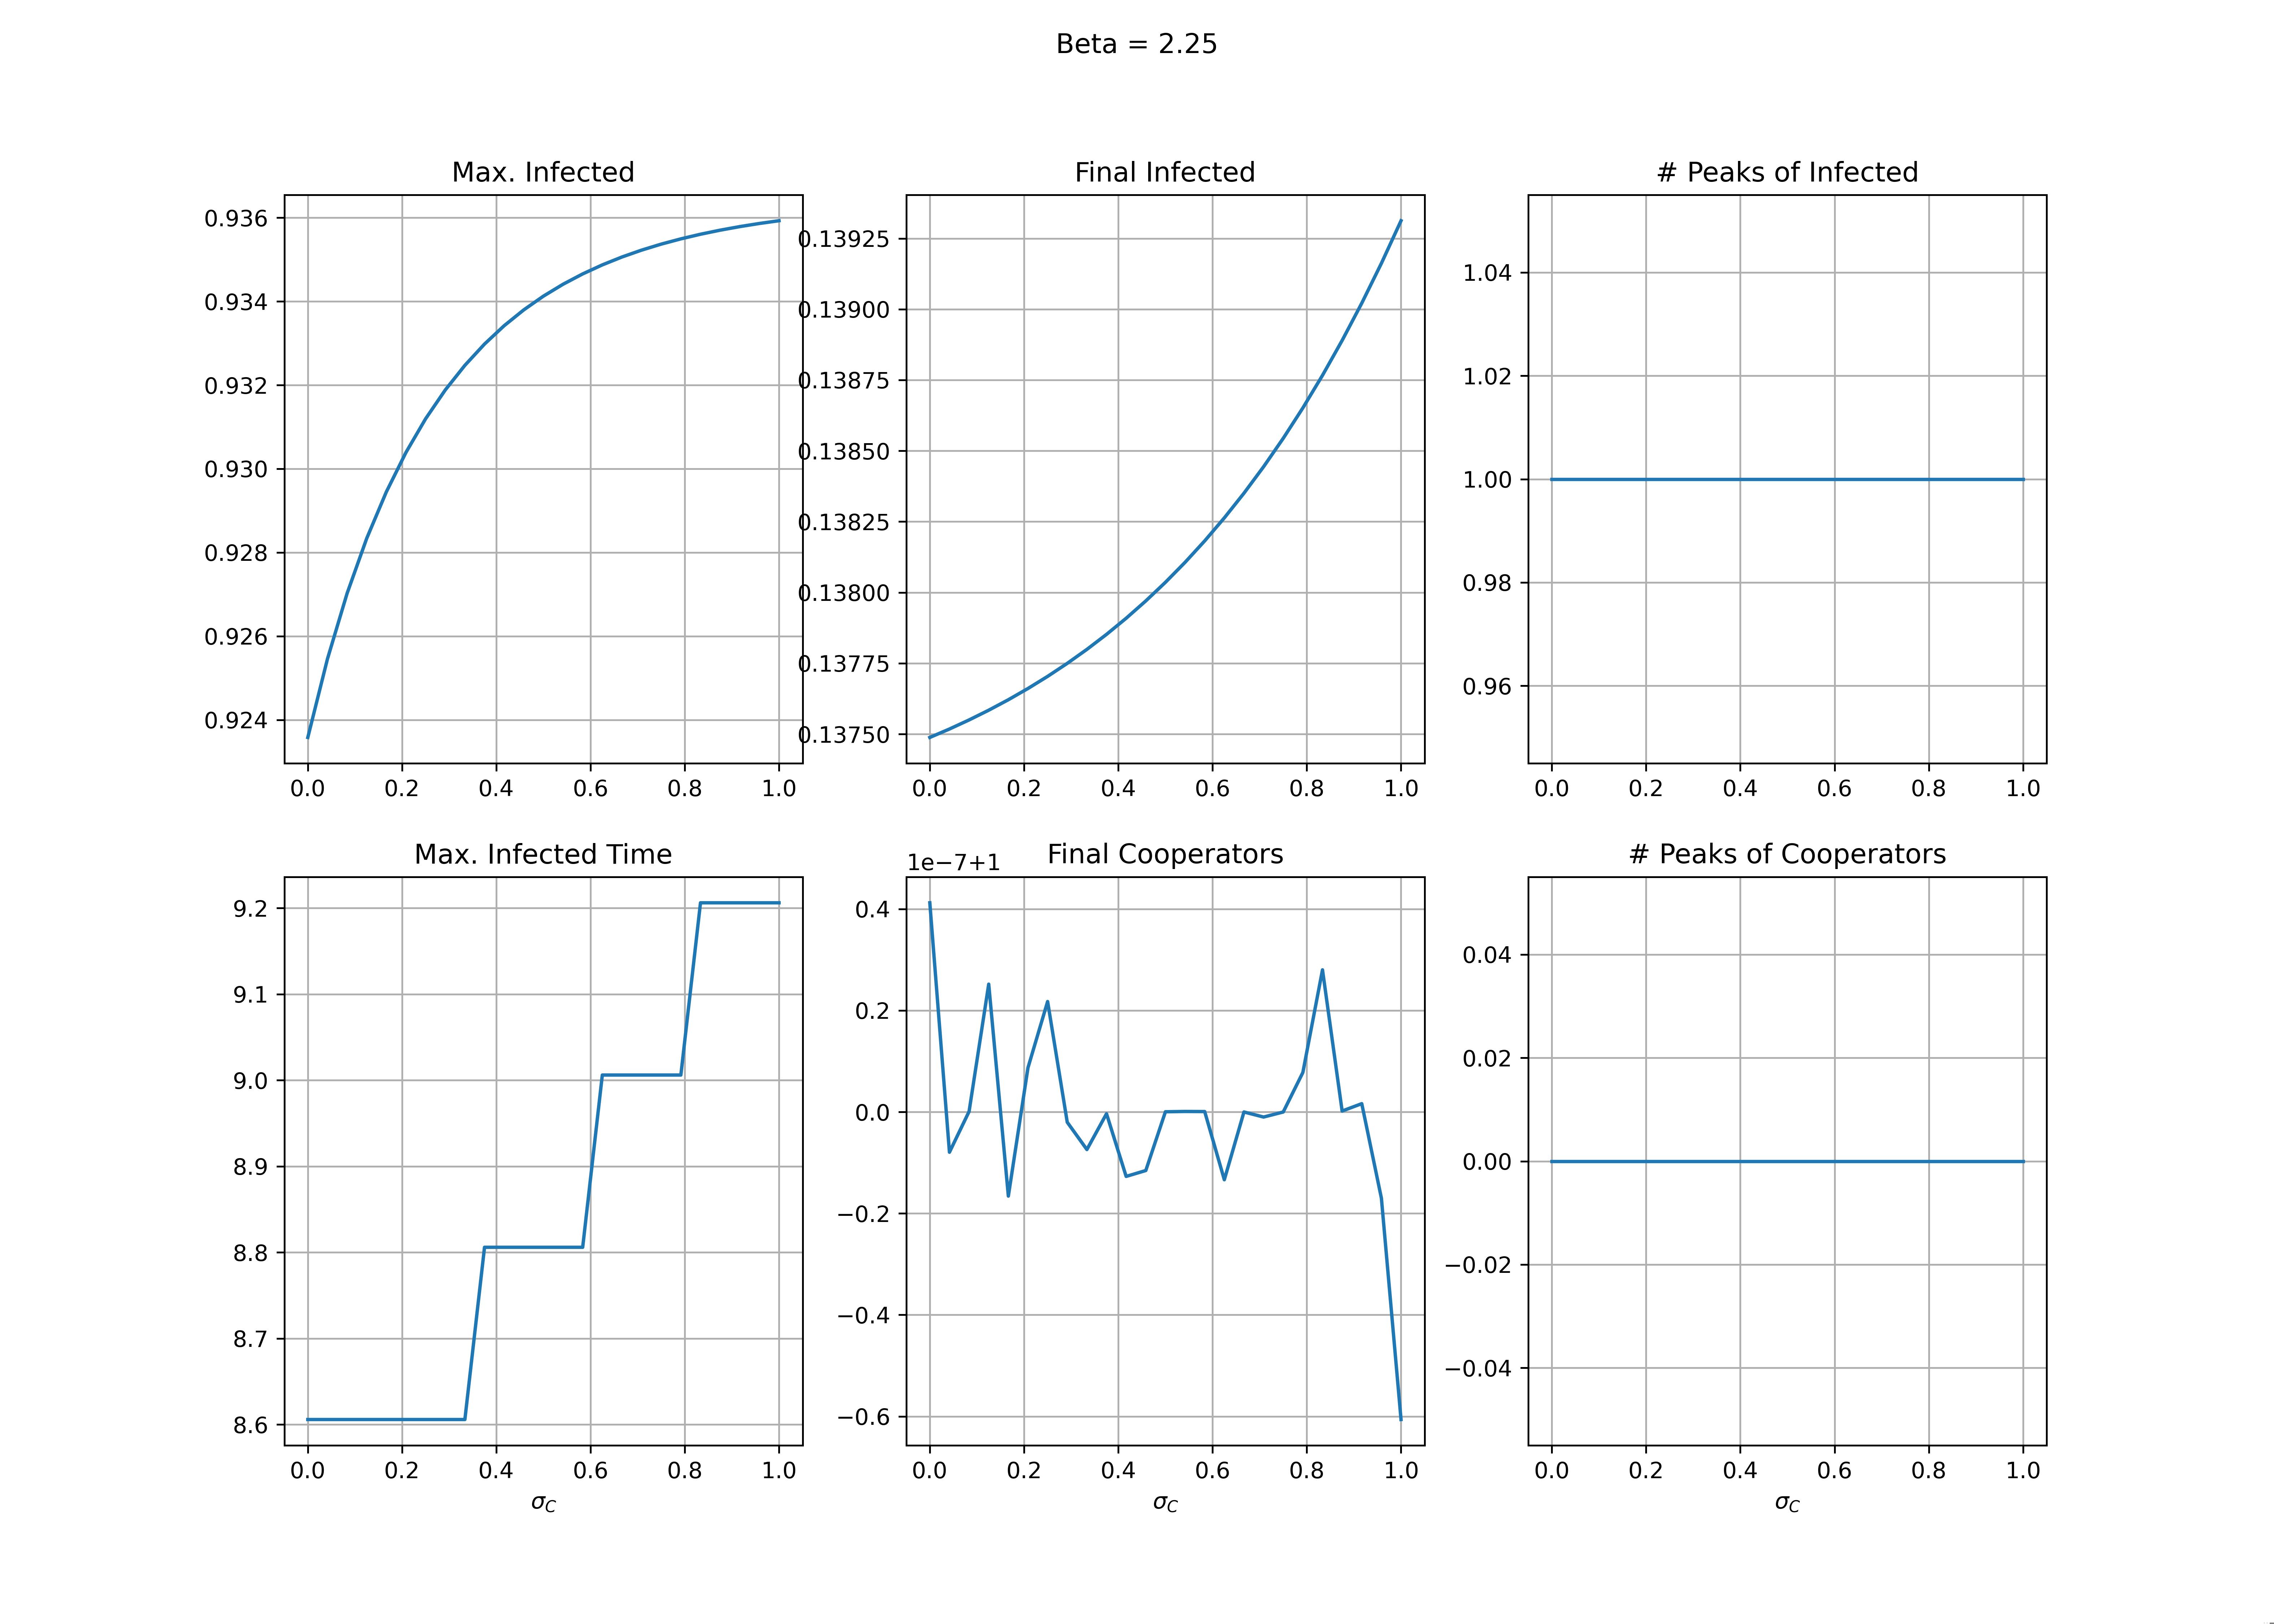 Beta = 2.25
Max. Infected
0.936
0.934
0.932
0.930
0.928
0.926
0.924
0.0 0.2 0.4 0.6 0.8 1.0
Final Infected
0.13925
0.13900
0.13875
0.13850
0.13825
0.13800
0.13775
0.13750
0.0 0.2 0.4 0.6 0.8 1.0
# Peaks of Infected
1.04
1.02
1.00
0.98
0.96
0.0 0.2 0.4 0.6 0.8 1.0
Max. Infected Time
9.2
9.1
9.0
8.9
8.8
8.7
8.6
0.0 0.2 0.4 0.6 0.8 1.0
σC
1e−7+1
Final Cooperators
0.4
0.2
0.0
−0.2
−0.4
−0.6
0.0 0.2 0.4 0.6 0.8 1.0
σC
# Peaks of Cooperators
0.04
0.02
0.00
−0.02
−0.04
0.0 0.2 0.4 0.6 0.8 1.0
σC